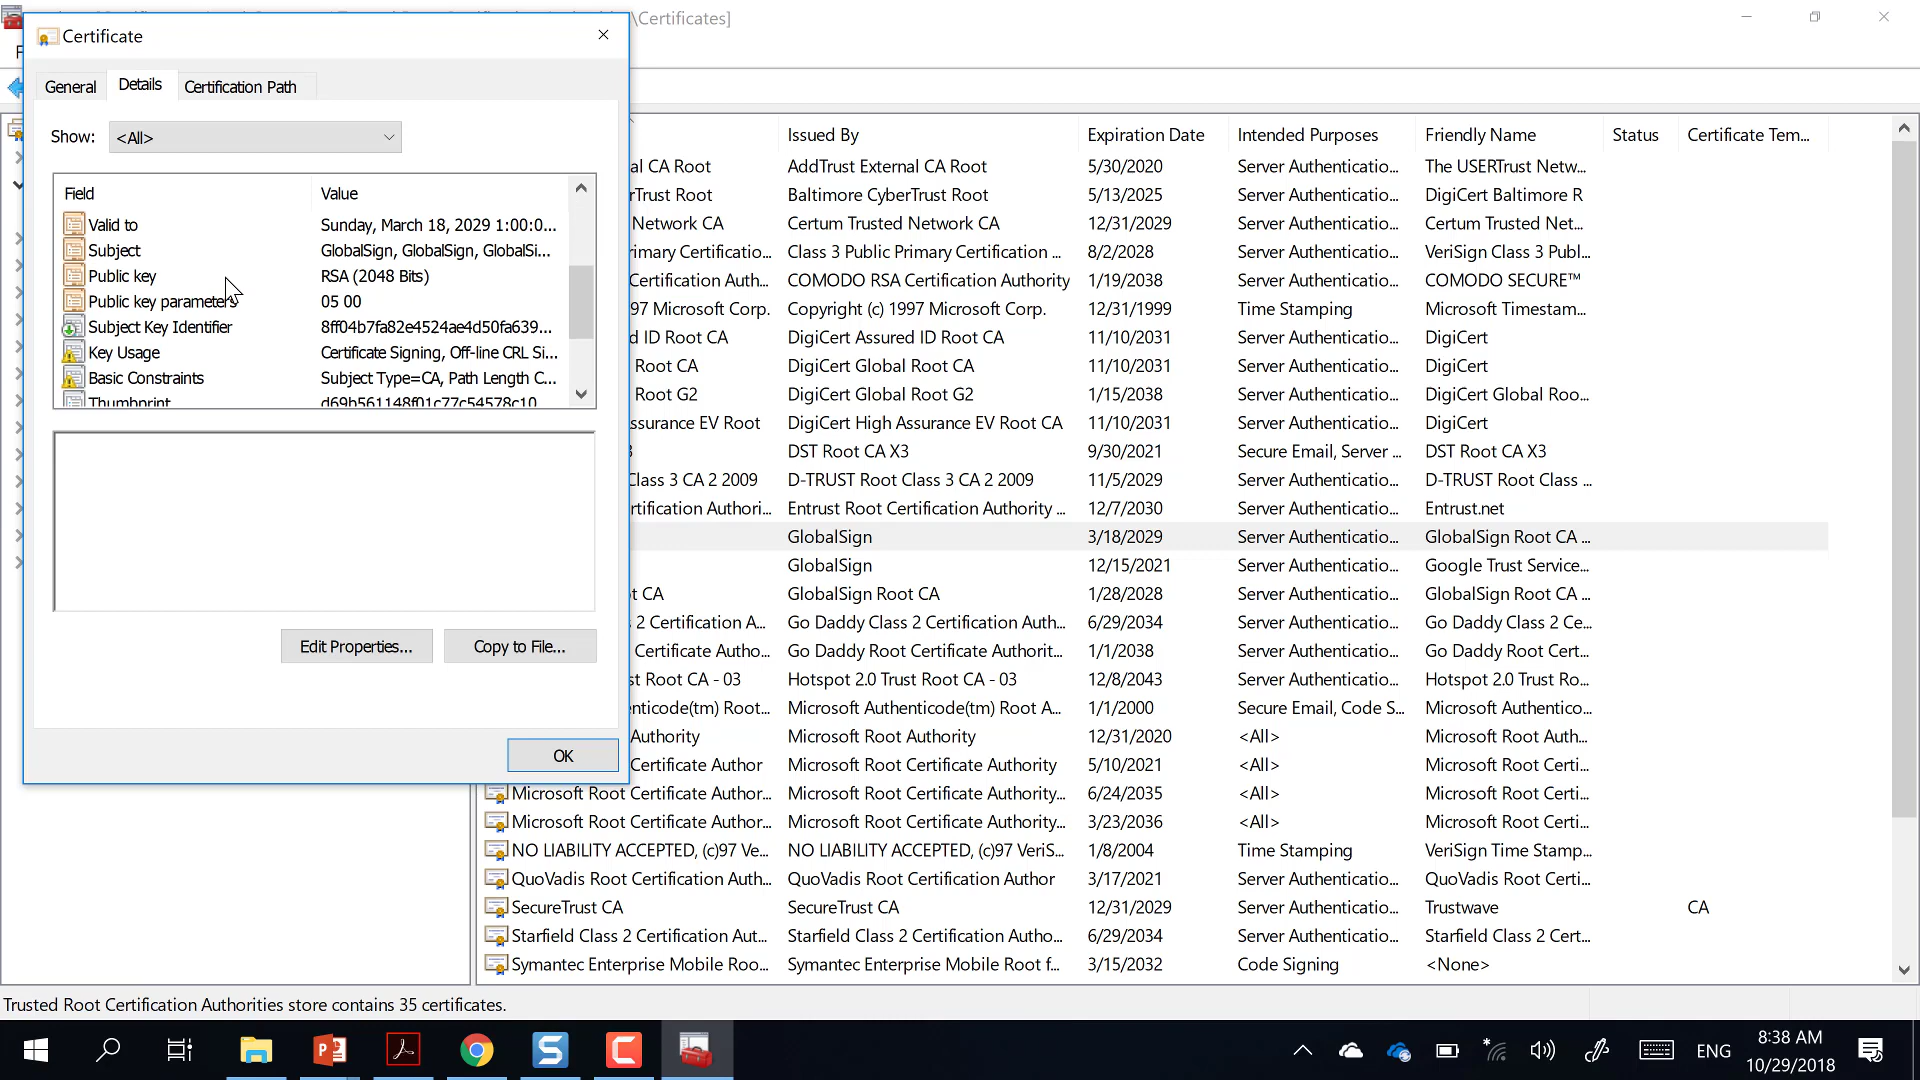 \Certificates]
Certificate
General Details Certification Path
Show: <All>
Field Value
Valid to Sunday, March 18, 2029 1:00:0...
Subject GlobalSign, GlobalSign, GlobalSi...
Public key RSA (2048 Bits)
Public key parameters 05 00
Subject Key Identifier 8ff04b7fa82e4524ae4d50fa639...
Key Usage Certificate Signing, Off-line CRL Si...
Basic Constraints Subject Type=CA, Path Length C...
Thumbprint d69b561148f01c77c54578c10
Edit Properties... Copy to File...
OK
Issued By Expiration Date Intended Purposes Friendly Name Status Certificate Tem...
al CA Root AddTrust External CA Root 5/30/2020 Server Authenticatio... The USERTrust Netw...
rTrust Root Baltimore CyberTrust Root 5/13/2025 Server Authenticatio... DigiCert Baltimore R
Network CA Certum Trusted Network CA 12/31/2029 Server Authenticatio... Certum Trusted Net...
imary Certificatio... Class 3 Public Primary Certification ... 8/2/2028 Server Authenticatio... VeriSign Class 3 Publ...
rtification Auth... COMODO RSA Certification Authority 1/19/2038 Server Authenticatio... COMODO SECURE™
97 Microsoft Corp. Copyright (c) 1997 Microsoft Corp. 12/31/1999 Time Stamping Microsoft Timestam...
d ID Root CA DigiCert Assured ID Root CA 11/10/2031 Server Authenticatio... DigiCert
Root CA DigiCert Global Root CA 11/10/2031 Server Authenticatio... DigiCert
Root G2 DigiCert Global Root G2 1/15/2038 Server Authenticatio... DigiCert Global Roo...
ssurance EV Root DigiCert High Assurance EV Root CA 11/10/2031 Server Authenticatio... DigiCert
DST Root CA X3 9/30/2021 Secure Email, Server ... DST Root CA X3
Class 3 CA 2 2009 D-TRUST Root Class 3 CA 2 2009 11/5/2029 Server Authenticatio... D-TRUST Root Class ...
rtification Authori... Entrust Root Certification Authority ... 12/7/2030 Server Authenticatio... Entrust.net
GlobalSign 3/18/2029 Server Authenticatio... GlobalSign Root CA ...
GlobalSign 12/15/2021 Server Authenticatio... Google Trust Service...
t CA GlobalSign Root CA 1/28/2028 Server Authenticatio... GlobalSign Root CA ...
2 Certification A... Go Daddy Class 2 Certification Auth... 6/29/2034 Server Authenticatio... Go Daddy Class 2 Ce...
Certificate Autho... Go Daddy Root Certificate Authorit... 1/1/2038 Server Authenticatio... Go Daddy Root Cert...
st Root CA - 03 Hotspot 2.0 Trust Root CA - 03 12/8/2043 Server Authenticatio... Hotspot 2.0 Trust Ro...
enticode(tm) Root... Microsoft Authenticode(tm) Root A... 1/1/2000 Secure Email, Code S... Microsoft Authentico...
Authority Microsoft Root Authority 12/31/2020 <All> Microsoft Root Auth...
Certificate Author Microsoft Root Certificate Authority 5/10/2021 <All> Microsoft Root Certi...
Microsoft Root Certificate Author... Microsoft Root Certificate Authority... 6/24/2035 <All> Microsoft Root Certi...
Microsoft Root Certificate Author... Microsoft Root Certificate Authority... 3/23/2036 <All> Microsoft Root Certi...
NO LIABILITY ACCEPTED, (c)97 Ve... NO LIABILITY ACCEPTED, (c)97 VeriS... 1/8/2004 Time Stamping VeriSign Time Stamp...
QuoVadis Root Certification Auth... QuoVadis Root Certification Author 3/17/2021 Server Authenticatio... QuoVadis Root Certi...
SecureTrust CA SecureTrust CA 12/31/2029 Server Authenticatio... Trustwave CA
Starfield Class 2 Certification Aut... Starfield Class 2 Certification Autho... 6/29/2034 Server Authenticatio... Starfield Class 2 Cert...
Symantec Enterprise Mobile Roo... Symantec Enterprise Mobile Root f... 3/15/2032 Code Signing <None>
Trusted Root Certification Authorities store contains 35 certificates.
ENG
8:38 AM
10/29/2018